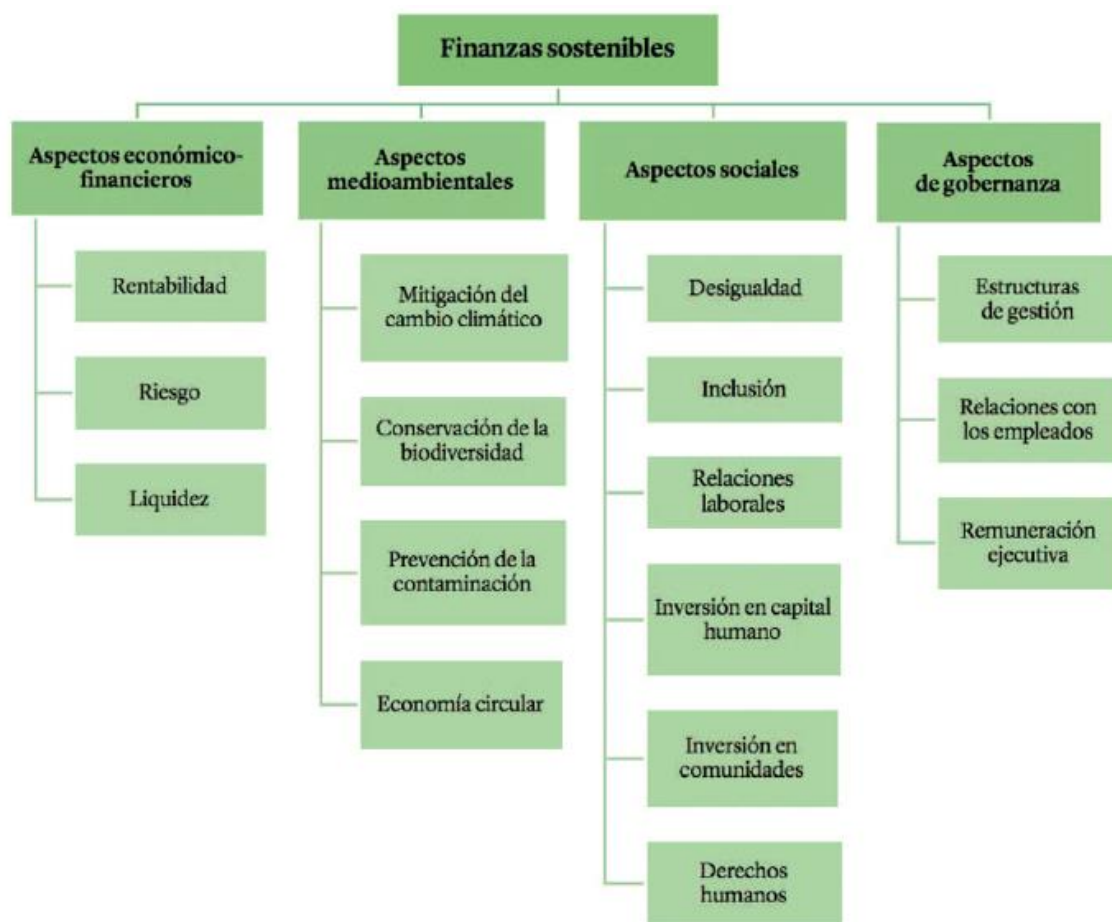 Finanzas sostenibles
Aspectos económico-
financieros
Rentabilidad
Riesgo
Liquidez
Aspectos
medioambientales
Mitigación del
cambio climático
Conservación de la
biodiversidad
Prevención de la
contaminación
Economía circular
Aspectos sociales
Desigualdad
Inclusión
Relaciones
laborales
Inversión en capital
humano
Inversión en
comunidades
Derechos
humanos
Aspectos
de gobernanza
Estructuras
de gestión
Relaciones con
los empleados
Remuneración
ejecutiva